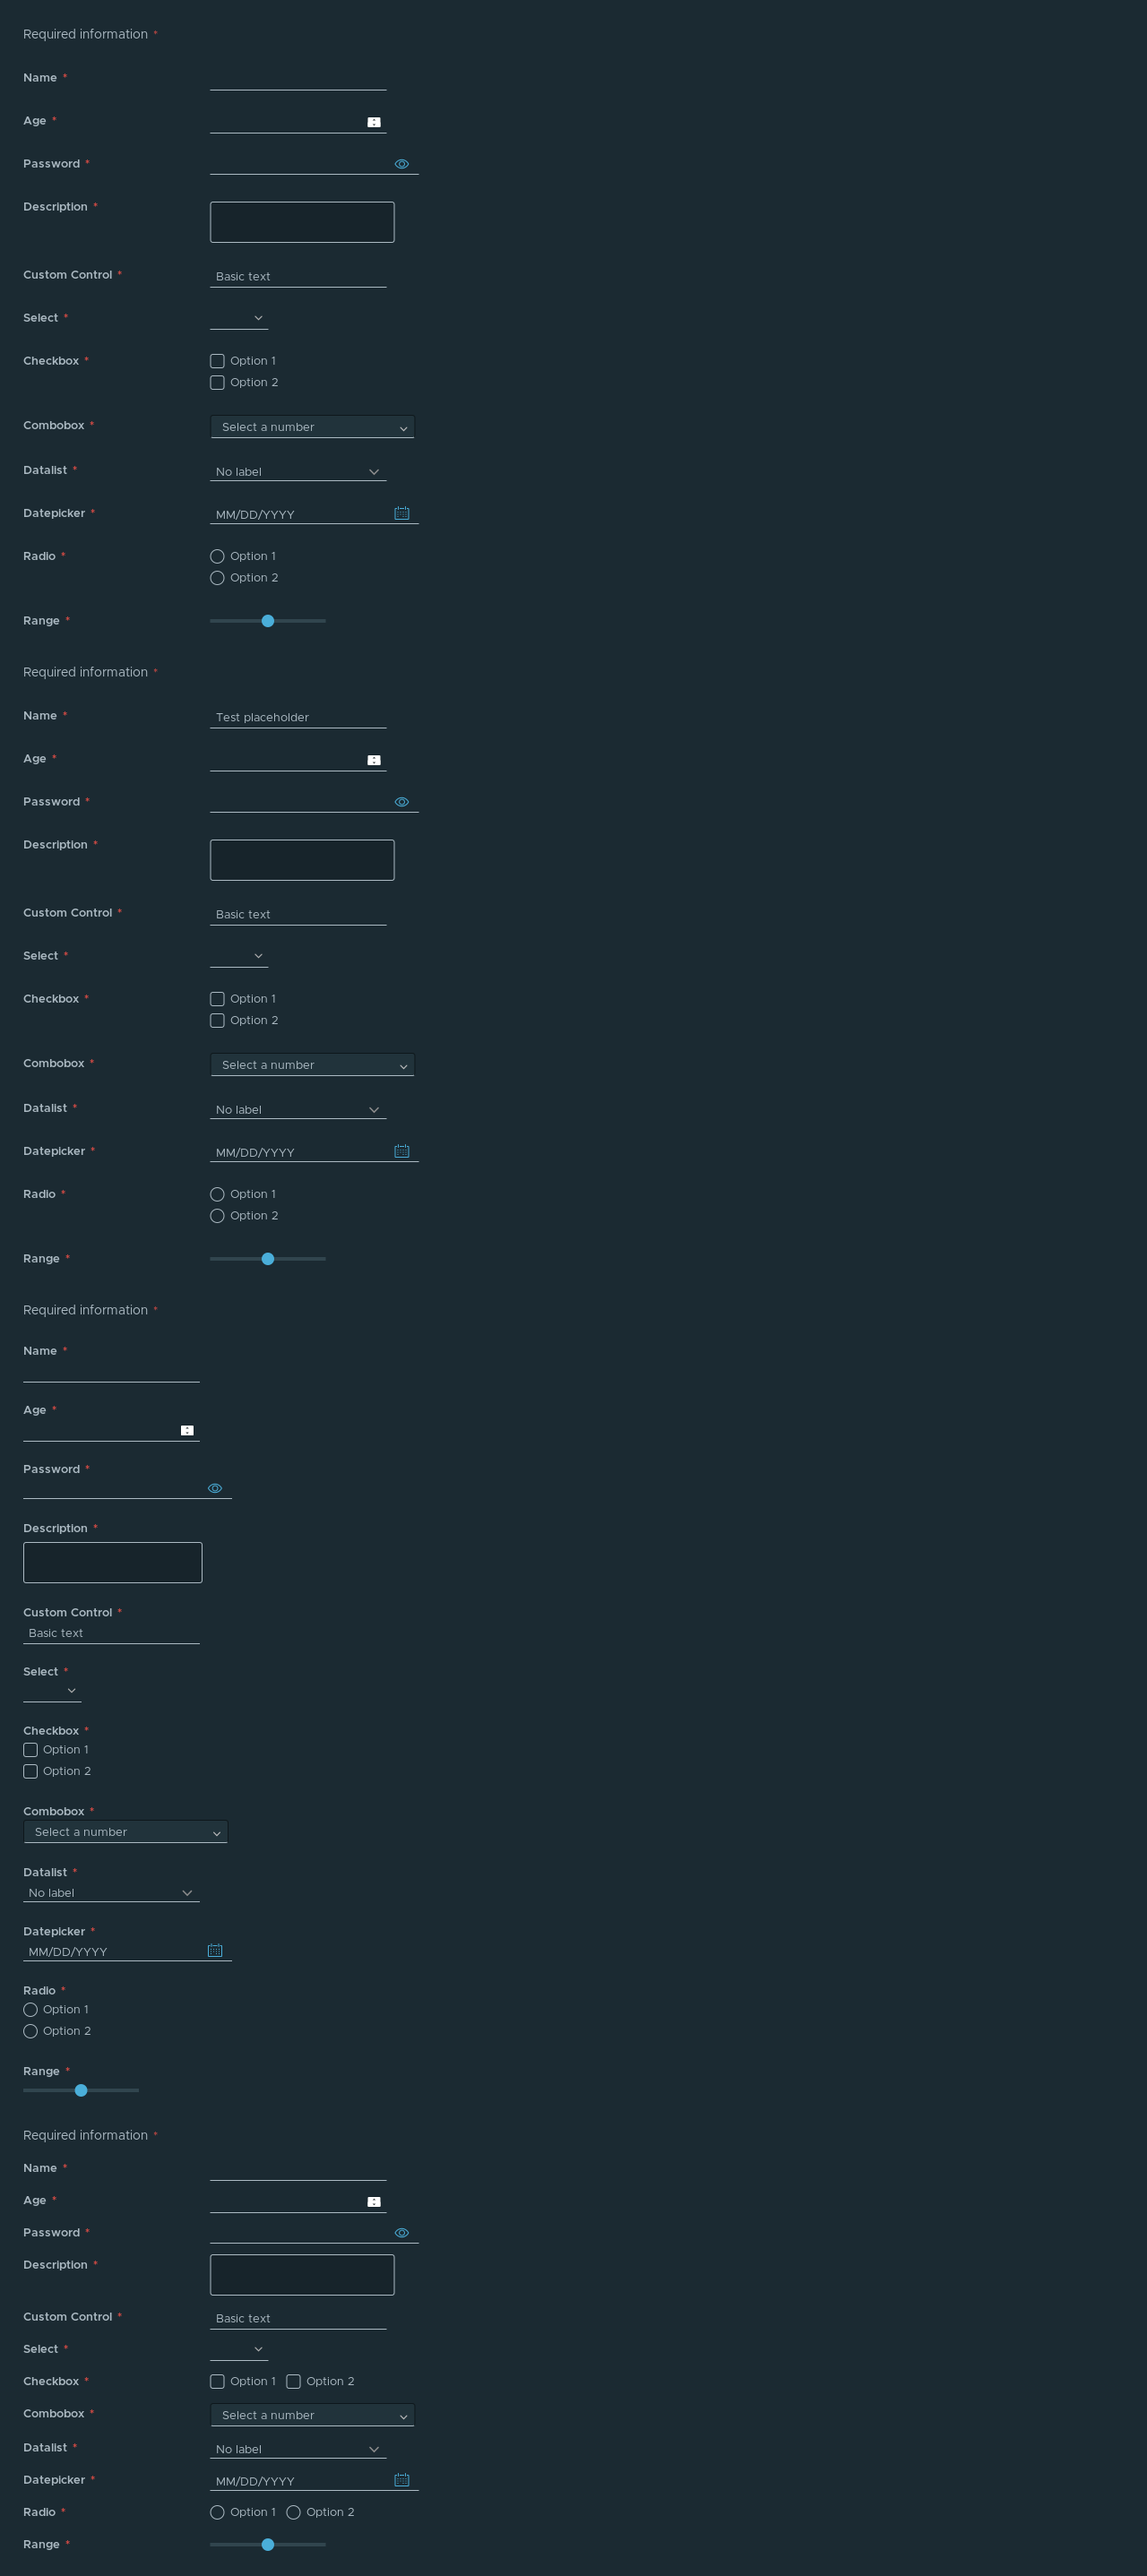 Required information *
Name *
Age *
Password *
Description *
Custom Control * Basic text
Select *
Checkbox * Option 1
Option 2
Combobox * Select a number
Datalist * No label
Datepicker * MM/DD/YYYY
Radio * Option 1
Option 2
Range *
Required information *
Name * Test placeholder
Age *
Password *
Description *
Custom Control * Basic text
Select *
Checkbox * Option 1
Option 2
Combobox * Select a number
Datalist * No label
Datepicker * MM/DD/YYYY
Radio * Option 1
Option 2
Range *
Required information *
Name *
Age *
Password *
Description *
Custom Control *
Basic text
Select *
Checkbox *
Option 1
Option 2
Combobox *
Select a number
Datalist *
No label
Datepicker *
MM/DD/YYYY
Radio *
Option 1
Option 2
Range *
Required information *
Name *
Age *
Password *
Description *
Custom Control * Basic text
Select *
Checkbox * Option 1 Option 2
Combobox * Select a number
Datalist * No label
Datepicker * MM/DD/YYYY
Radio * Option 1 Option 2
Range *